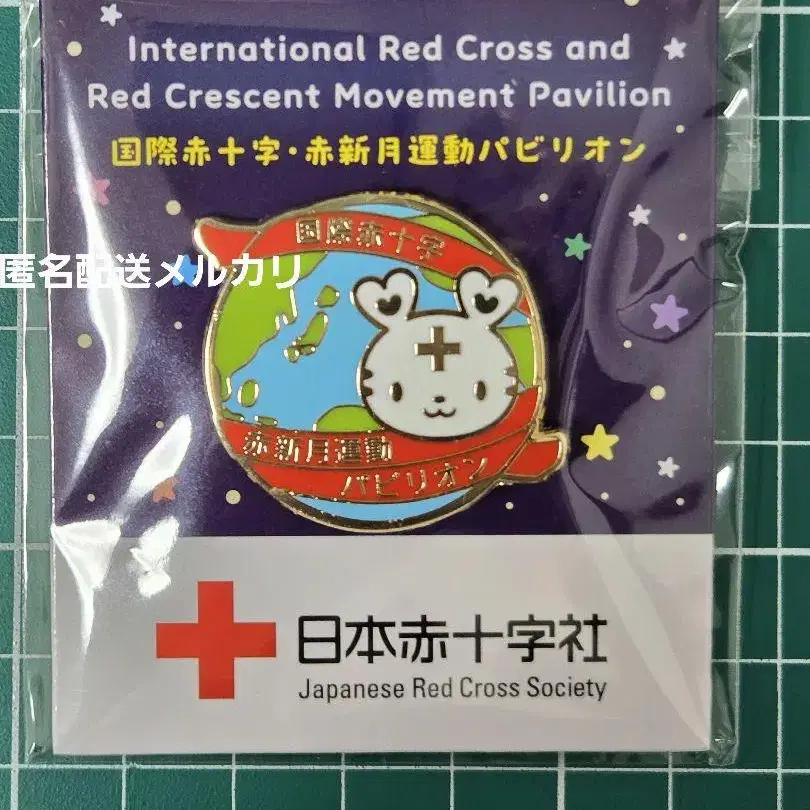 International Red Cross and
Red Crescent Movement Pavilion
国際赤十字・赤新月運動パビリオン
国際赤十字
匿名配送メルカリ
赤新月運動
パビリオン
日本赤十字社
Japanese Red Cross Society